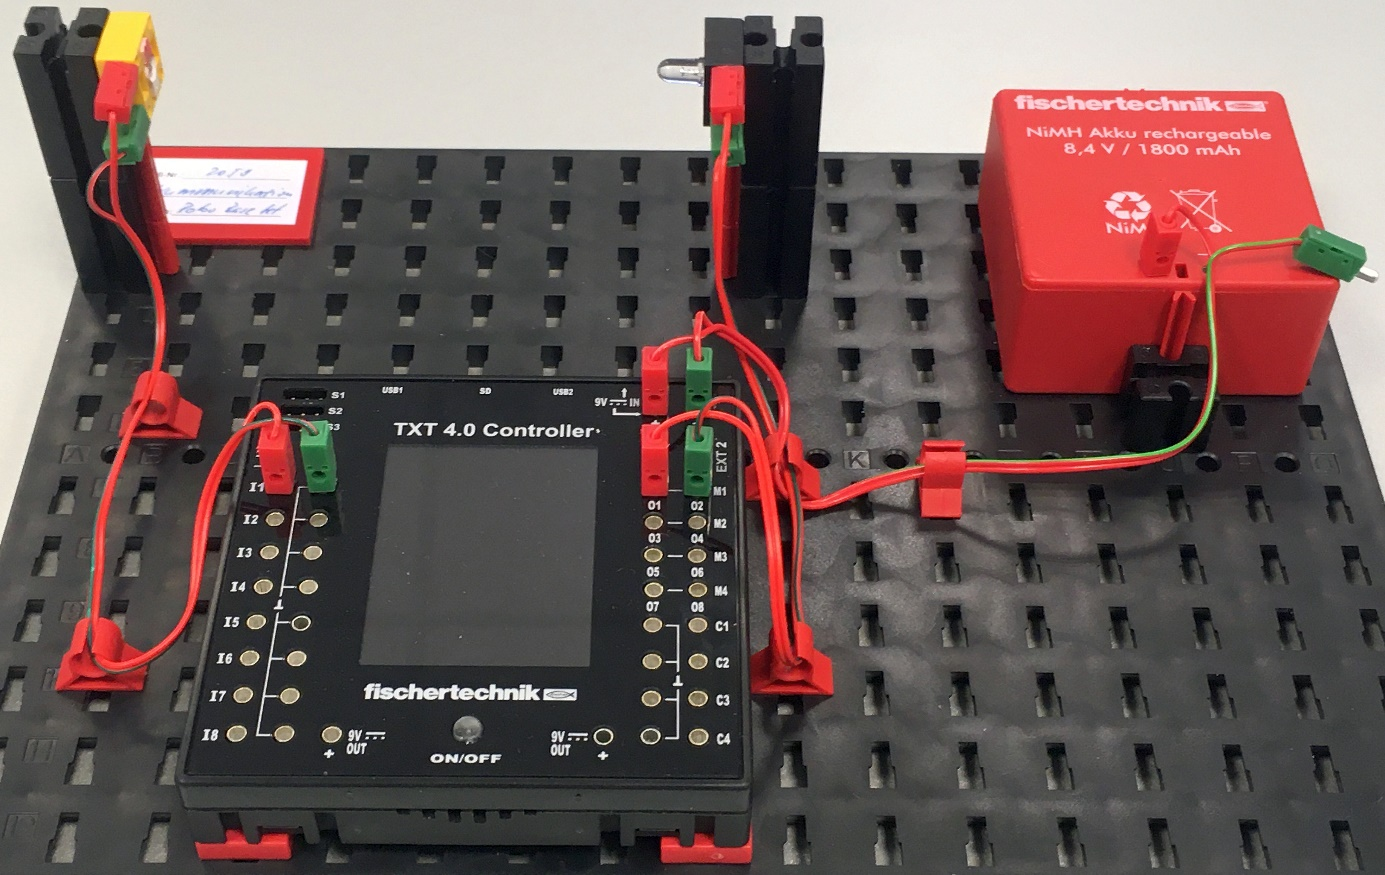 fischertechnik
NiMH Akku rechargeable
8,4 V / 1800 mAh
NiM
S1
S2
S3
USB1
SD
USB2
9V
IN
TXT 4.0 Controller
EXT 2
I1
M1
O1
O2
I2
M2
O3
O4
I3
M3
O5
O6
I4
M4
O7
O8
I5
C1
I6
C2
fischertechnik
I7
C3
I8
+
9V
OUT
ON/OFF
9V
OUT
+
C4